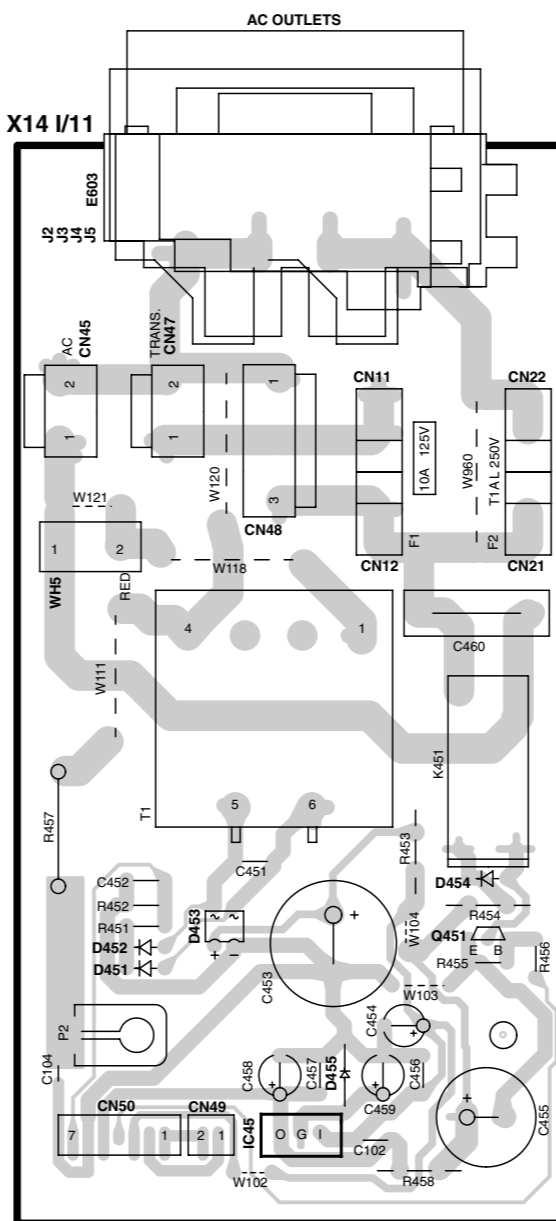 AC OUTLETS
X14 I/11
E603
J2
J3
J4
J5
AC
CN45
TRANS.
CN47
CN11
CN22
2
2
1
1
1
3
10A 125V
W960
T1A L 250V
W120
W121
CN48
F1
F2
1
2
WH5
RED
W118
CN12
CN21
4
1
C460
W111
K451
T1
5
6
R457
R453
C451
D454
C452
R452
R451
D452
D451
D453
~ ~
+ −
+
C453
W104
R454
Q451
E B
R455
R456
W103
P2
C454
+
C104
C458
+
C457
D455
+
C459
C456
+
C455
CN50
CN49
IC45
7
1
2 1
O G I
C102
W102
R458